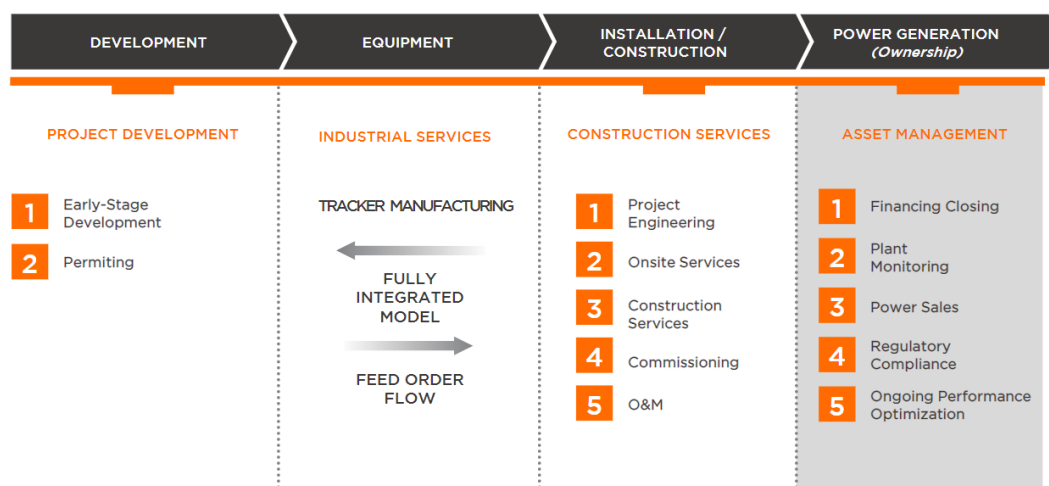 DEVELOPMENT
EQUIPMENT
INSTALLATION /
CONSTRUCTION
POWER GENERATION
(Ownership)
PROJECT DEVELOPMENT
1
Early-Stage
Development
2
Permiting
INDUSTRIAL SERVICES
TRACKER MANUFACTURING
FULLY
INTEGRATED
MODEL
FEED ORDER
FLOW
CONSTRUCTION SERVICES
1
Project
Engineering
2
Onsite Services
3
Construction
Services
4
Commissioning
5
O&M
ASSET MANAGEMENT
1
Financing Closing
2
Plant
Monitoring
3
Power Sales
4
Regulatory
Compliance
5
Ongoing Performance
Optimization